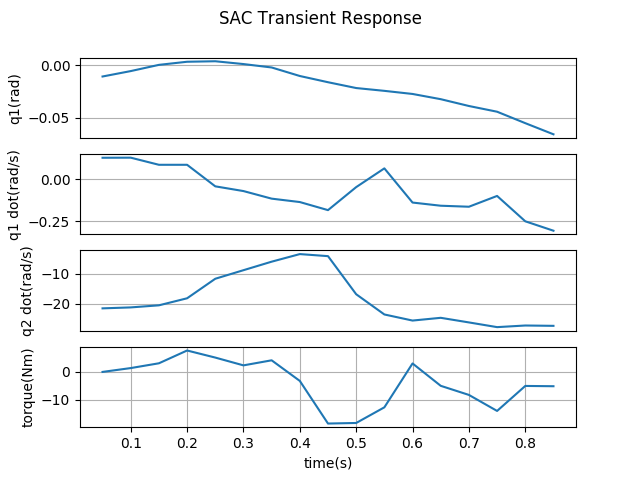 SAC Transient Response
q1(rad)
0.00
−0.05
q1 dot(rad/s)
0.00
−0.25
q2 dot(rad/s)
−10
−20
torque(Nm)
0
−10
0.1 0.2 0.3 0.4 0.5 0.6 0.7 0.8
time(s)